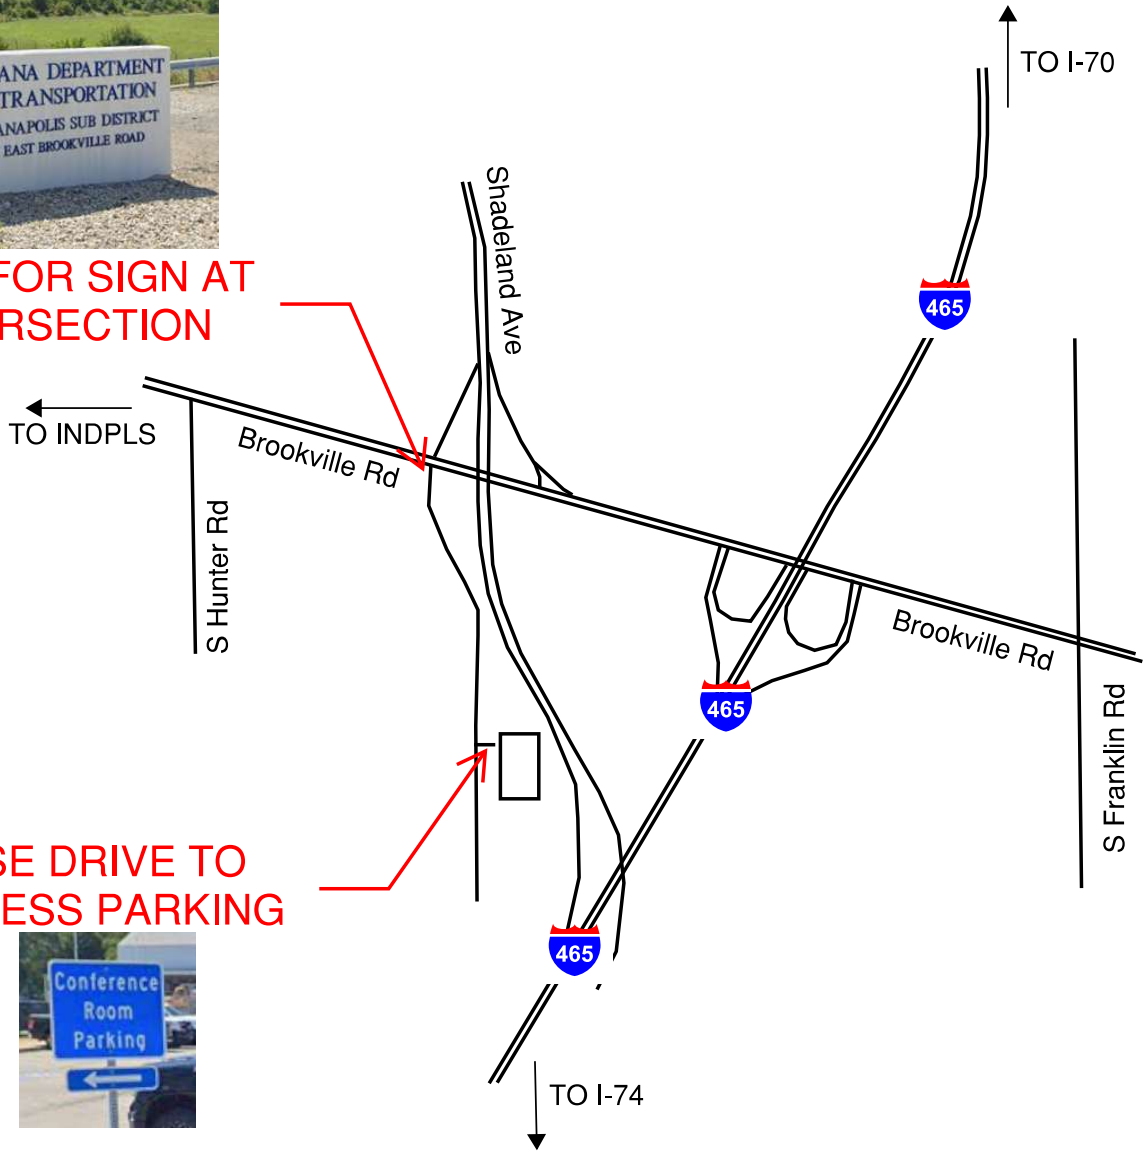 ANA DEPARTMENT
TRANSPORTATION
ANAPOLIS SUB DISTRICT
EAST BROOKVILLE ROAD
TO I-70
Shadeland Ave
465
FOR SIGN AT
RSECTION
TO INDPLS
Brookville Rd
S Hunter Rd
Brookville Rd
465
S Franklin Rd
SE DRIVE TO
ESS PARKING
465
Conference
Room
Parking
TO I-74